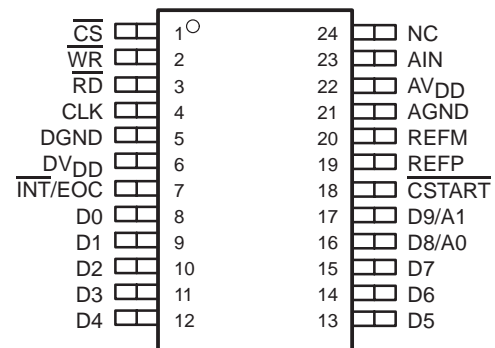 CS 1 24 NC
WR 2 23 AIN
RD 3 22 AVDD
CLK 4 21 AGND
DGND 5 20 REFM
DVDD 6 19 REFP
INT/EOC 7 18 CSTART
D0 8 17 D9/A1
D1 9 16 D8/A0
D2 10 15 D7
D3 11 14 D6
D4 12 13 D5